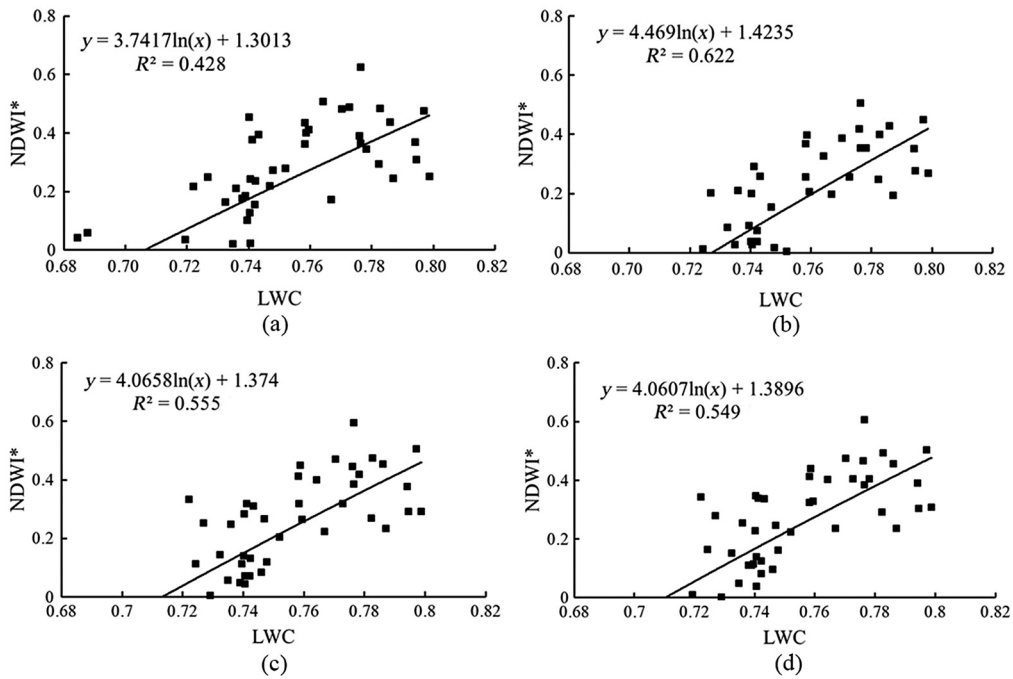 0.8
y = 3.7417ln(x) + 1.3013
R² = 0.428
0.6
0.4
0.2
0
NDWI*
0.68 0.70 0.72 0.74 0.76 0.78 0.80 0.82
LWC
(a)
0.8
y = 4.469ln(x) + 1.4235
R² = 0.622
0.6
0.4
0.2
0
NDWI*
0.68 0.70 0.72 0.74 0.76 0.78 0.80 0.82
LWC
(b)
0.8
y = 4.0658ln(x) + 1.374
R² = 0.555
0.6
0.4
0.2
0
NDWI*
0.68 0.7 0.72 0.74 0.76 0.78 0.8 0.82
LWC
(c)
0.8
y = 4.0607ln(x) + 1.3896
R² = 0.549
0.6
0.4
0.2
0
NDWI*
0.68 0.7 0.72 0.74 0.76 0.78 0.8 0.82
LWC
(d)